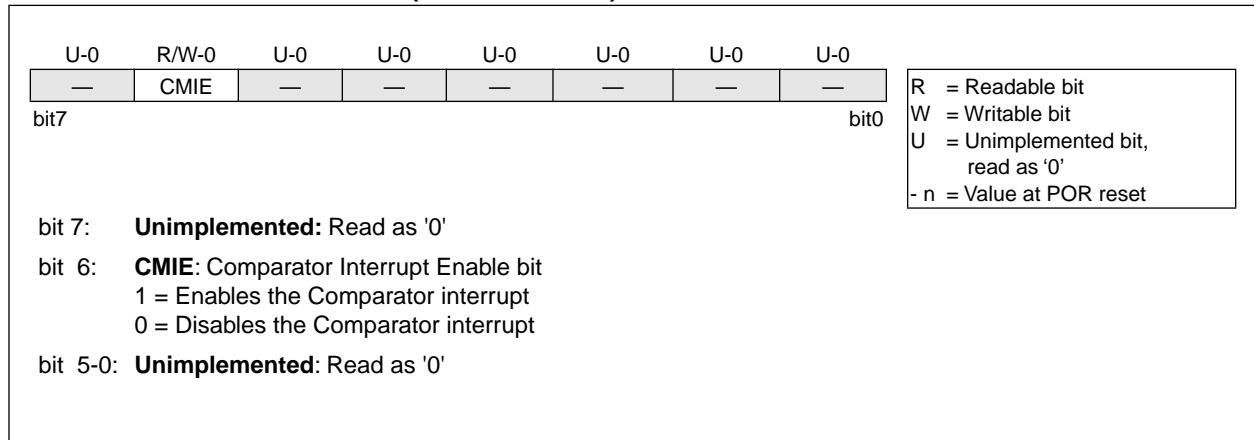 U-0 R/W-0 U-0 U-0 U-0 U-0 U-0 U-0
— CMIE — — — — — —
bit7 bit0
R = Readable bit
W = Writable bit
U = Unimplemented bit,
read as ‘0’
- n = Value at POR reset
bit 7: Unimplemented: Read as '0'
bit 6: CMIE: Comparator Interrupt Enable bit
1 = Enables the Comparator interrupt
0 = Disables the Comparator interrupt
bit 5-0: Unimplemented: Read as '0'